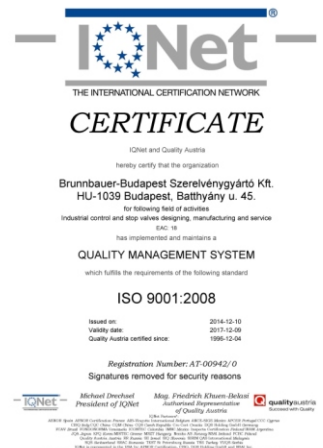 IQNet®
THE INTERNATIONAL CERTIFICATION NETWORK
CERTIFICATE
IQNet and Quality Austria
hereby certify that the organization
Brunnbauer-Budapest Szerelvénygyártó Kft.
HU-1039 Budapest, Batthyány u. 45.
for following field of activities
Industrial control and stop valves designing, manufacturing and service
EAC: 18
has implemented and maintains a
QUALITY MANAGEMENT SYSTEM
which fulfills the requirements of the following standard
ISO 9001:2008
Issued on: 2014-12-10
Validity date: 2017-12-09
Quality Austria certified since: 1995-12-04
Registration Number: AT-00942/0
Signatures removed for security reasons
Michael Drechsel
President of IQNet
Mag. Friedrich Khuen-Belasi
Authorised Representative
of Quality Austria
IQNet
qualityaustria
Succeed with Quality